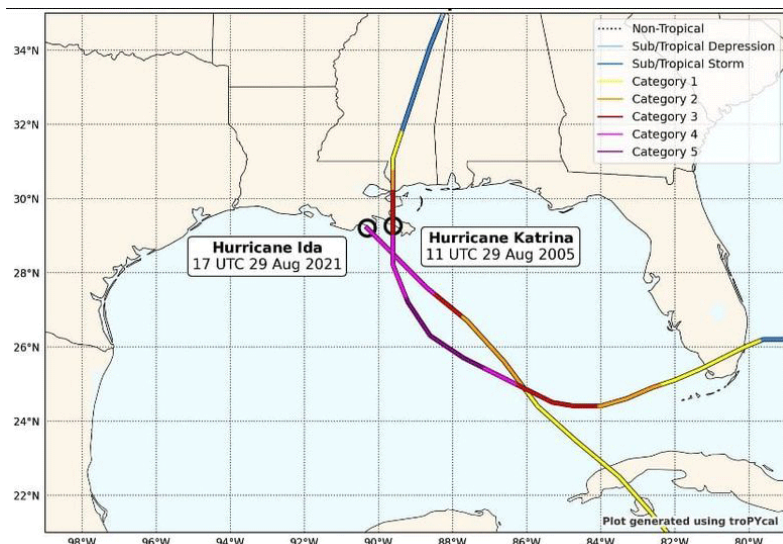 34°N
32°N
30°N
28°N
26°N
24°N
22°N
Non-Tropical
Sub/Tropical Depression
Sub/Tropical Storm
Category 1
Category 2
Category 3
Category 4
Category 5
Hurricane Ida
17 UTC 29 Aug 2021
Hurricane Katrina
11 UTC 29 Aug 2005
Plot generated using troPYcal
98°W 96°W 94°W 92°W 90°W 88°W 86°W 84°W 82°W 80°W